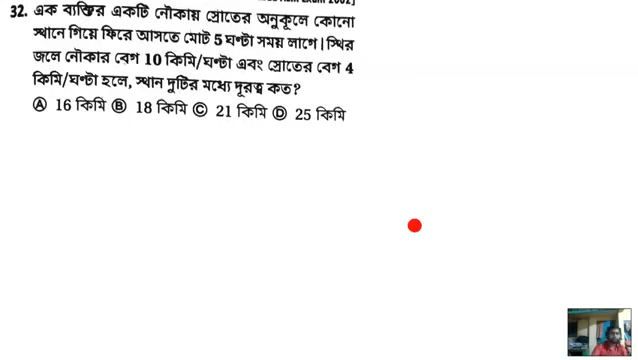 32. এক ব্যক্তির একটি নৌকায় স্রোতের অনুকূলে কোনো
স্থানে গিয়ে ফিরে আসতে মোট 5 ঘণ্টা সময় লাগে। স্থির
জলে নৌকার বেগ 10 কিমি/ঘণ্টা এবং স্রোতের বেগ 4
কিমি/ঘণ্টা হলে, স্থান দুটির মধ্যে দূরত্ব কত?
Ⓐ 16 কিমি Ⓑ 18 কিমি Ⓒ 21 কিমি Ⓓ 25 কিমি